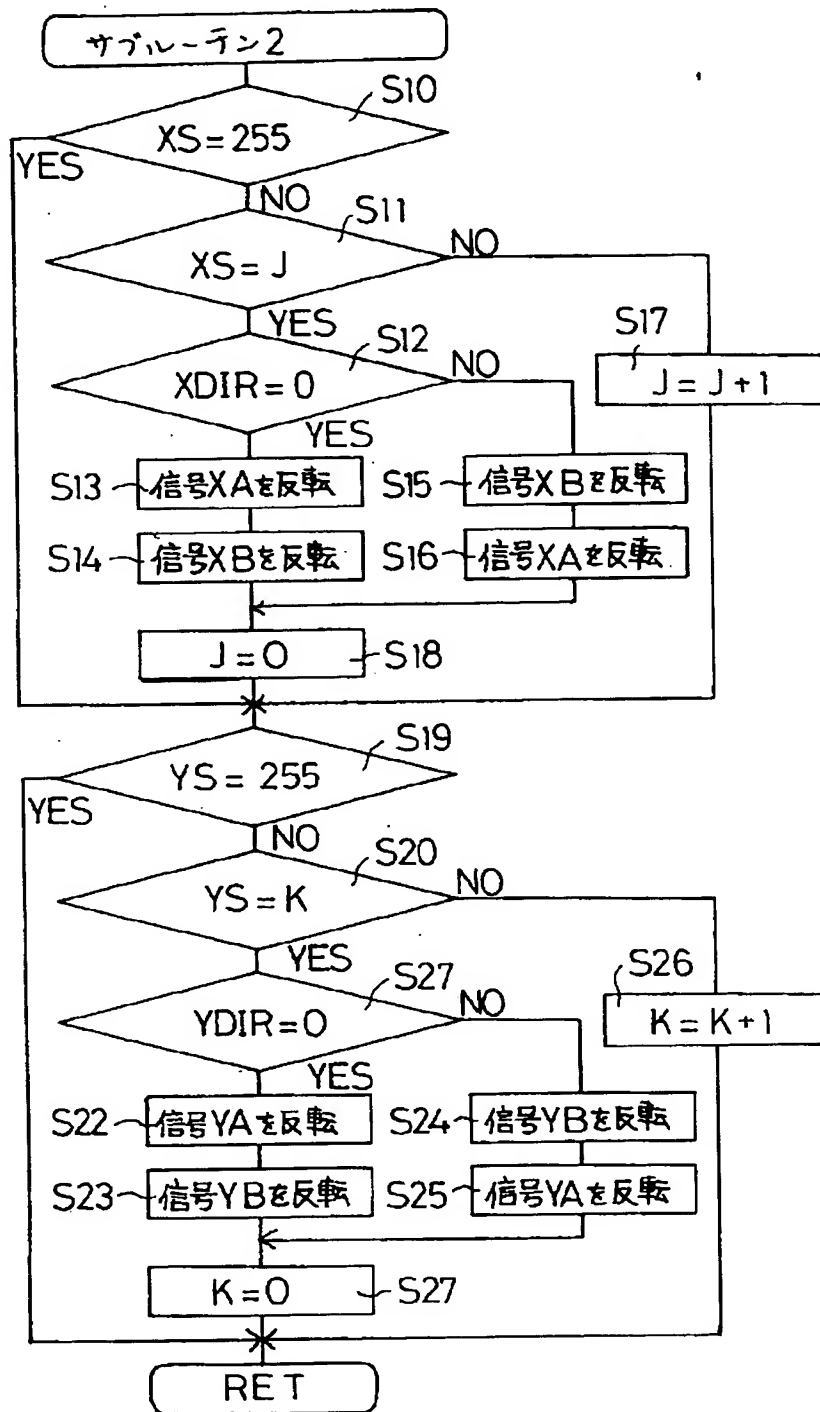 サブルーテン2
S10
XS=255
YES
NO
S11
XS=J
NO
YES
S12
S17
XDIR=0
NO
J=J+1
YES
S13
信号XAを反転
S15
信号XBを反転
S14
信号XBを反転
S16
信号XAを反転
J=0
S18
S19
YS=255
YES
NO
S20
YS=K
NO
YES
S27
S26
YDIR=0
NO
K=K+1
YES
S22
信号YAを反転
S24
信号YBを反転
S23
信号YBを反転
S25
信号YAを反転
K=0
S27
RET